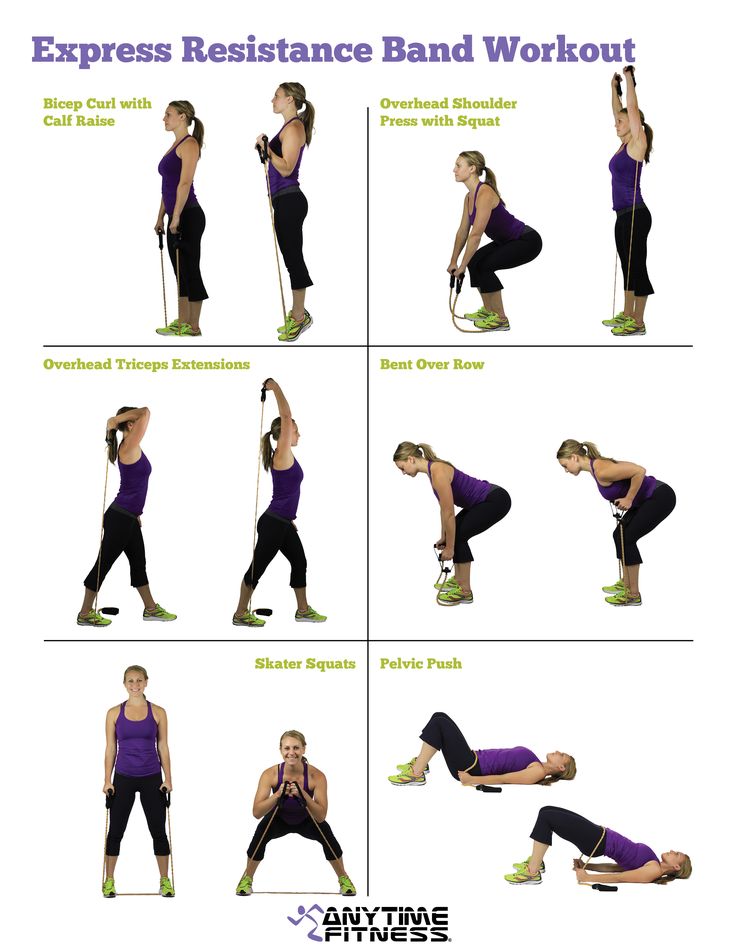 Express Resistance Band Workout
Bicep Curl with
Calf Raise
Overhead Shoulder
Press with Squat
Overhead Triceps Extensions
Bent Over Row
Skater Squats
Pelvic Push
ANYTIME
FITNESS®